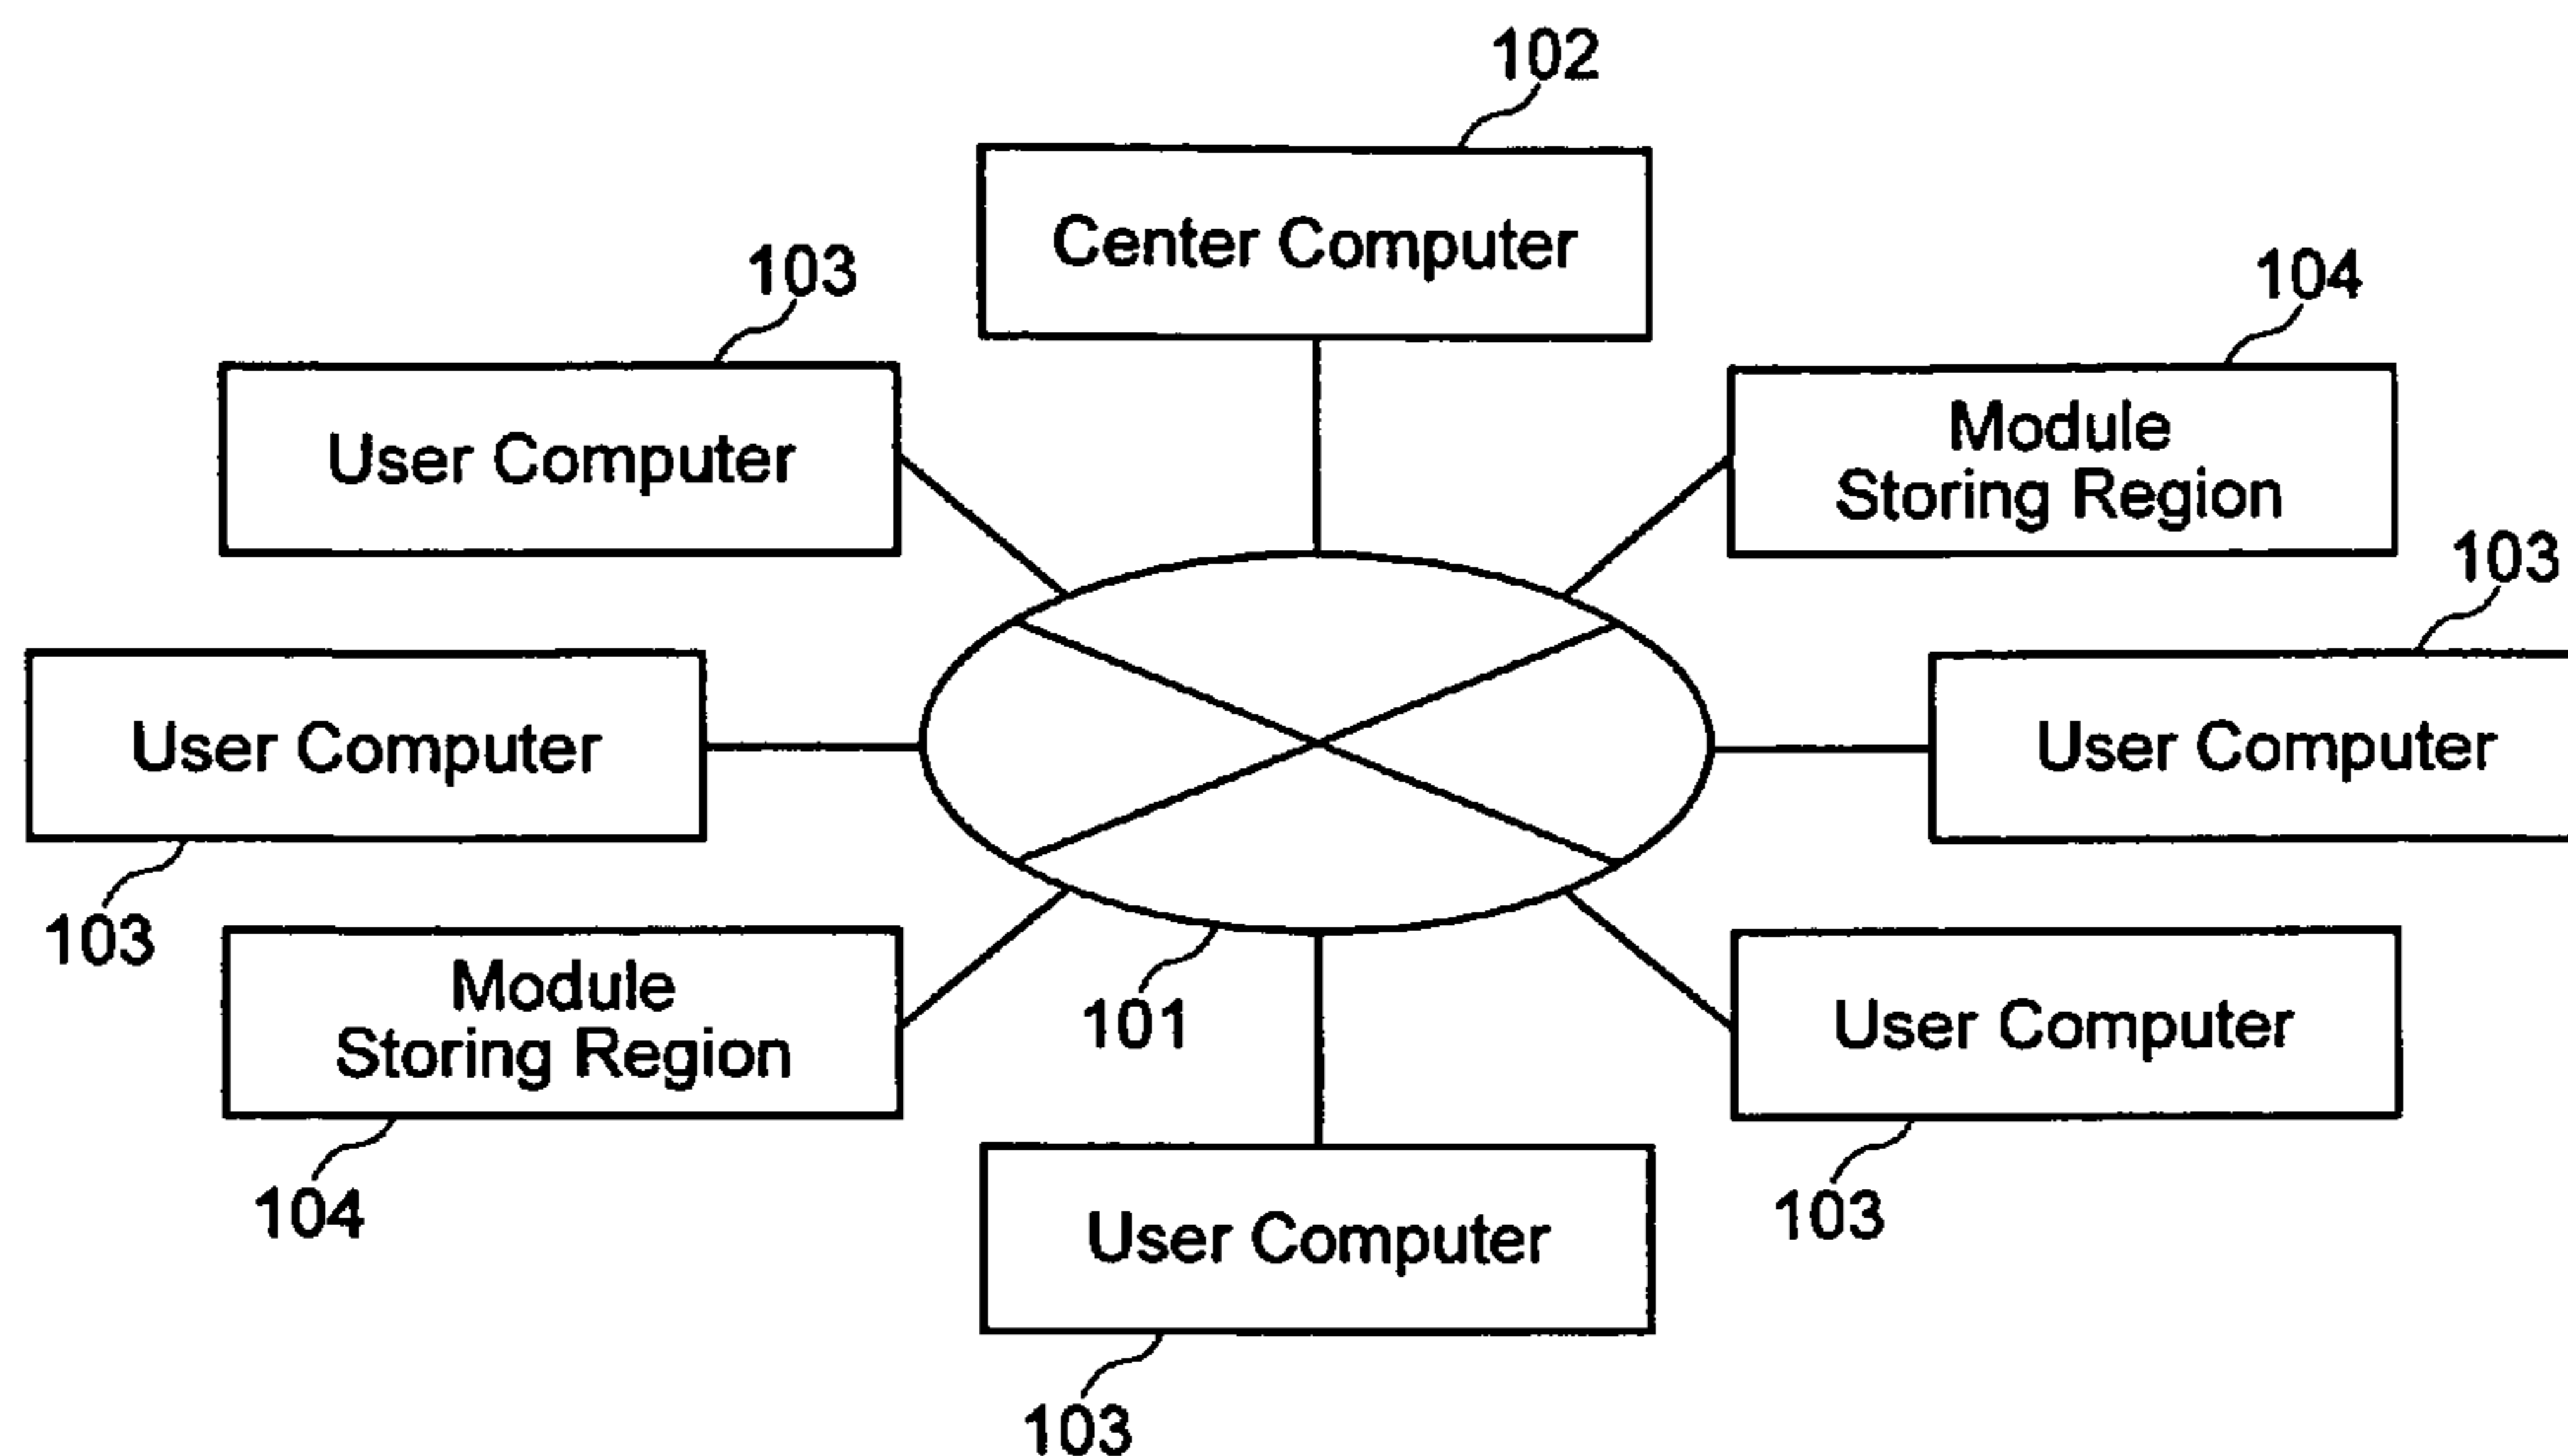 102
Center Computer
103
104
User Computer
Module
Storing Region
103
User Computer
User Computer
103
Module
Storing Region
101
User Computer
104
User Computer
103
103